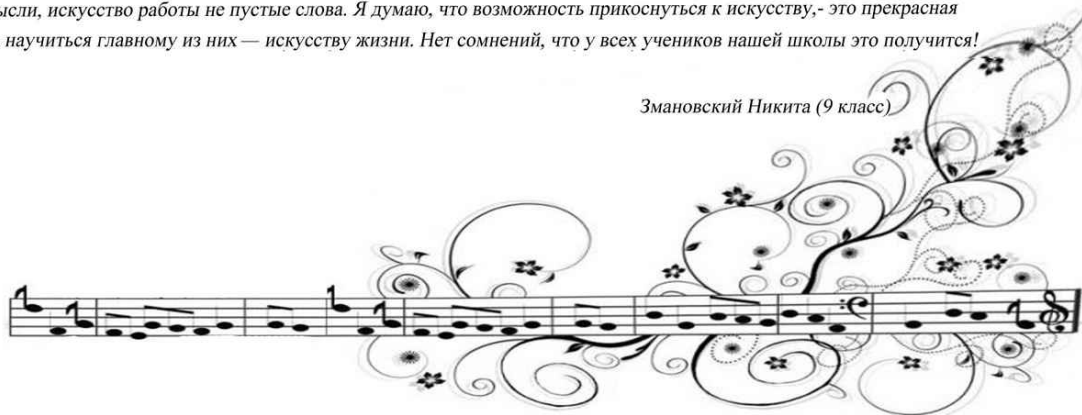 сли, искусство работы не пустые слова. Я думаю, что возможность прикоснуться к искусству,- это прекрасная
научиться главному из них — искусству жизни. Нет сомнений, что у всех учеников нашей школы это получится!
Змановский Никита (9 класс)